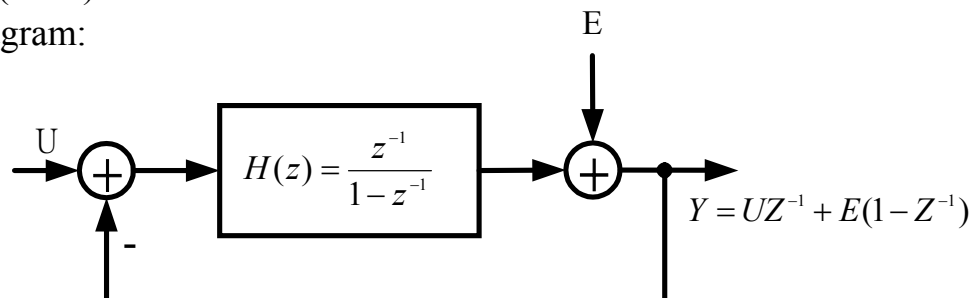 gram:
E
U
+
H(z) = z^{-1} / (1 − z^{-1})
+
Y = UZ^{-1} + E(1 − Z^{-1})
-